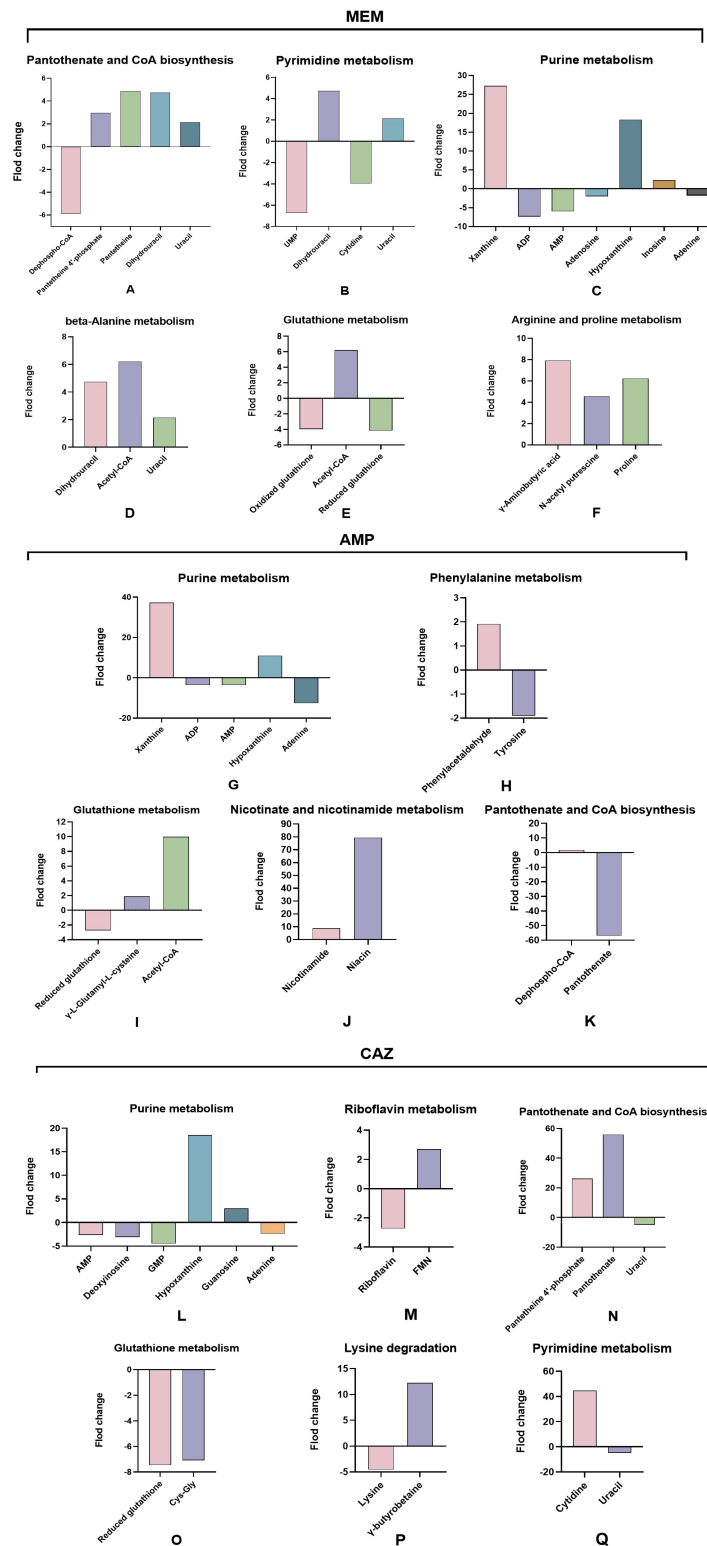 MEM
Pantothenate and CoA biosynthesis
Flod change
6
4
2
0
-2
-4
-6
Dephospho-CoA
Pantetheine 4'-phosphate
Pantetheine
Dihydrouracil
Uracil
A
Pyrimidine metabolism
Flod change
6
4
2
0
-2
-4
-6
-8
UMP
Dihydrouracil
Cytidine
Uracil
B
Purine metabolism
Flod change
30
25
20
15
10
5
0
-5
-10
Xanthine
ADP
AMP
Adenosine
Hypoxanthine
Inosine
Adenine
C
beta-Alanine metabolism
Flod change
8
6
4
2
0
Dihydrouracil
Acetyl-CoA
Uracil
D
Glutathione metabolism
Flod change
8
6
4
2
0
-2
-4
-6
Oxidized glutathione
Acetyl-CoA
Reduced glutathione
E
Arginine and proline metabolism
Flod change
10
8
6
4
2
0
γ-Aminobutyric acid
N-acetyl putrescine
Proline
F
AMP
Purine metabolism
Flod change
40
20
0
-20
Xanthine
ADP
AMP
Hypoxanthine
Adenine
G
Phenylalanine metabolism
Flod change
3
2
1
0
-1
-2
Phenylacetaldehyde
Tyrosine
H
Glutathione metabolism
Flod change
12
10
8
6
4
2
0
-2
-4
Reduced glutathione
γ-L-Glutamyl-L-cysteine
Acetyl-CoA
I
Nicotinate and nicotinamide metabolism
Flod change
90
80
70
60
50
40
30
20
10
0
Nicotinamide
Niacin
J
Pantothenate and CoA biosynthesis
Flod change
20
10
0
-10
-20
-30
-40
-50
-60
Dephospho-CoA
Pantothenate
K
CAZ
Purine metabolism
Flod change
20
15
10
5
0
-5
AMP
Deoxyinosine
GMP
Hypoxanthine
Guanosine
Adenine
L
Riboflavin metabolism
Flod change
4
2
0
-2
-4
Riboflavin
FMN
M
Pantothenate and CoA biosynthesis
Flod change
60
40
20
0
-20
Pantetheine 4'-phosphate
Pantothenate
Uracil
N
Glutathione metabolism
Flod change
0
-2
-4
-6
-8
Reduced glutathione
Cys-Gly
O
Lysine degradation
Flod change
15
10
5
0
-5
Lysine
γ-butyrobetaine
P
Pyrimidine metabolism
Flod change
60
40
20
0
-20
Cytidine
Uracil
Q